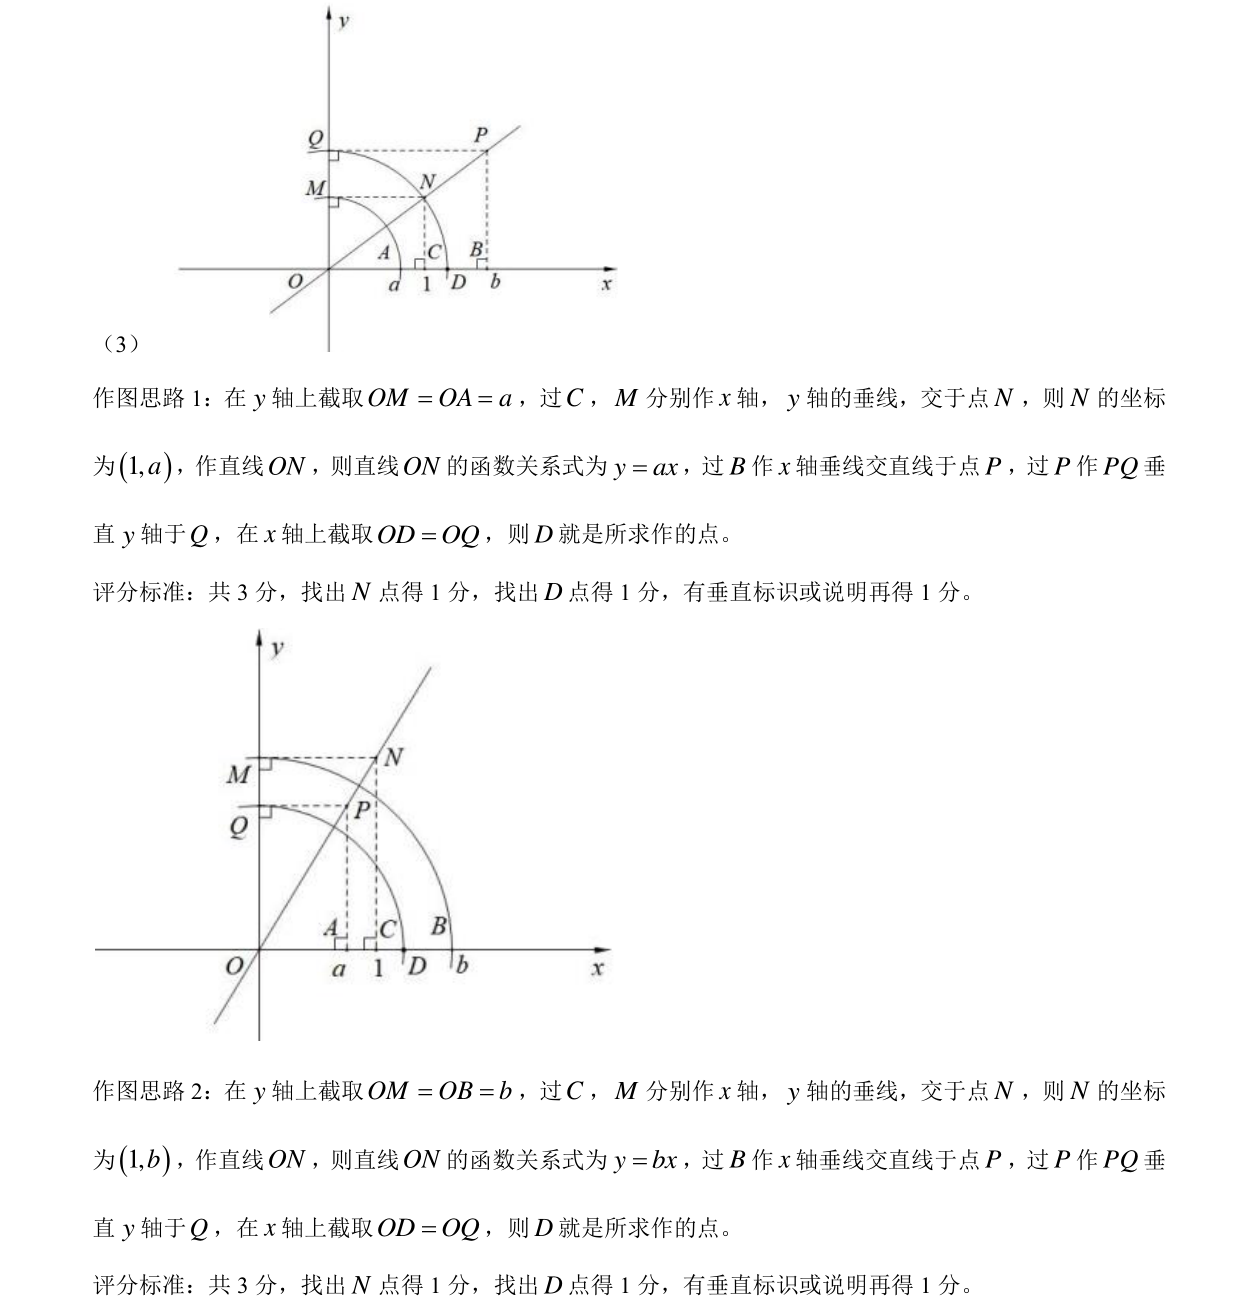 y
Q
P
M
N
A
C
B
O
a
1
D
b
x
（3）
作图思路 1：在 y 轴上截取 OM = OA = a，过 C，M 分别作 x 轴，y 轴的垂线，交于点 N，则 N 的坐标
为 (1,a)，作直线 ON，则直线 ON 的函数关系式为 y = ax，过 B 作 x 轴垂线交直线于点 P，过 P 作 PQ 垂
直 y 轴于 Q，在 x 轴上截取 OD = OQ，则 D 就是所求作的点。
评分标准：共 3 分，找出 N 点得 1 分，找出 D 点得 1 分，有垂直标识或说明再得 1 分。
y
N
M
P
Q
A
C
B
O
a
1
D
b
x
作图思路 2：在 y 轴上截取 OM = OB = b，过 C，M 分别作 x 轴，y 轴的垂线，交于点 N，则 N 的坐标
为 (1,b)，作直线 ON，则直线 ON 的函数关系式为 y = bx，过 B 作 x 轴垂线交直线于点 P，过 P 作 PQ 垂
直 y 轴于 Q，在 x 轴上截取 OD = OQ，则 D 就是所求作的点。
评分标准：共 3 分，找出 N 点得 1 分，找出 D 点得 1 分，有垂直标识或说明再得 1 分。